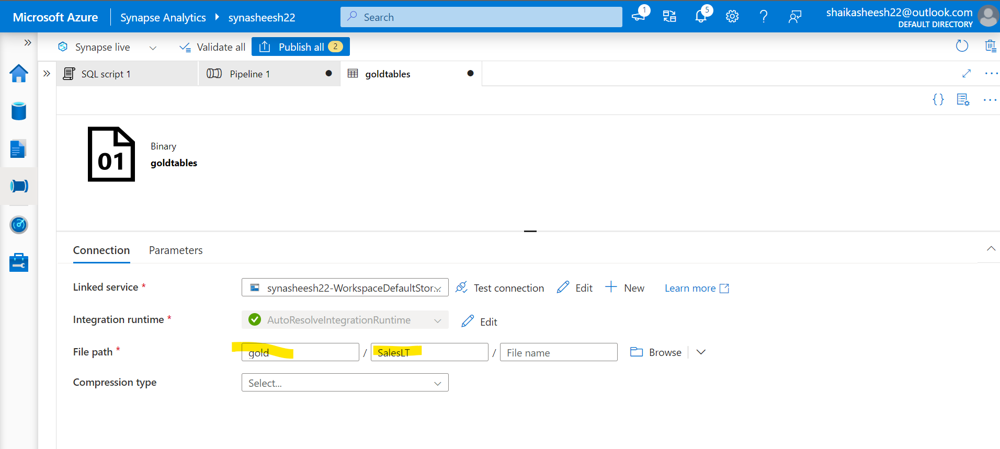 Microsoft Azure
Synapse Analytics
synasheesh22
Search
1
5
?
shaikasheesh22@outlook.com
DEFAULT DIRECTORY
Synapse live
Validate all
Publish all 2
SQL script 1
Pipeline 1
goldtables
{}
01
Binary
goldtables
Connection
Parameters
Linked service *
synasheesh22-WorkspaceDefaultStor...
Test connection
Edit
New
Learn more
Integration runtime *
AutoResolveIntegrationRuntime
Edit
File path *
gold / SalesLT / File name
Browse
Compression type
Select...